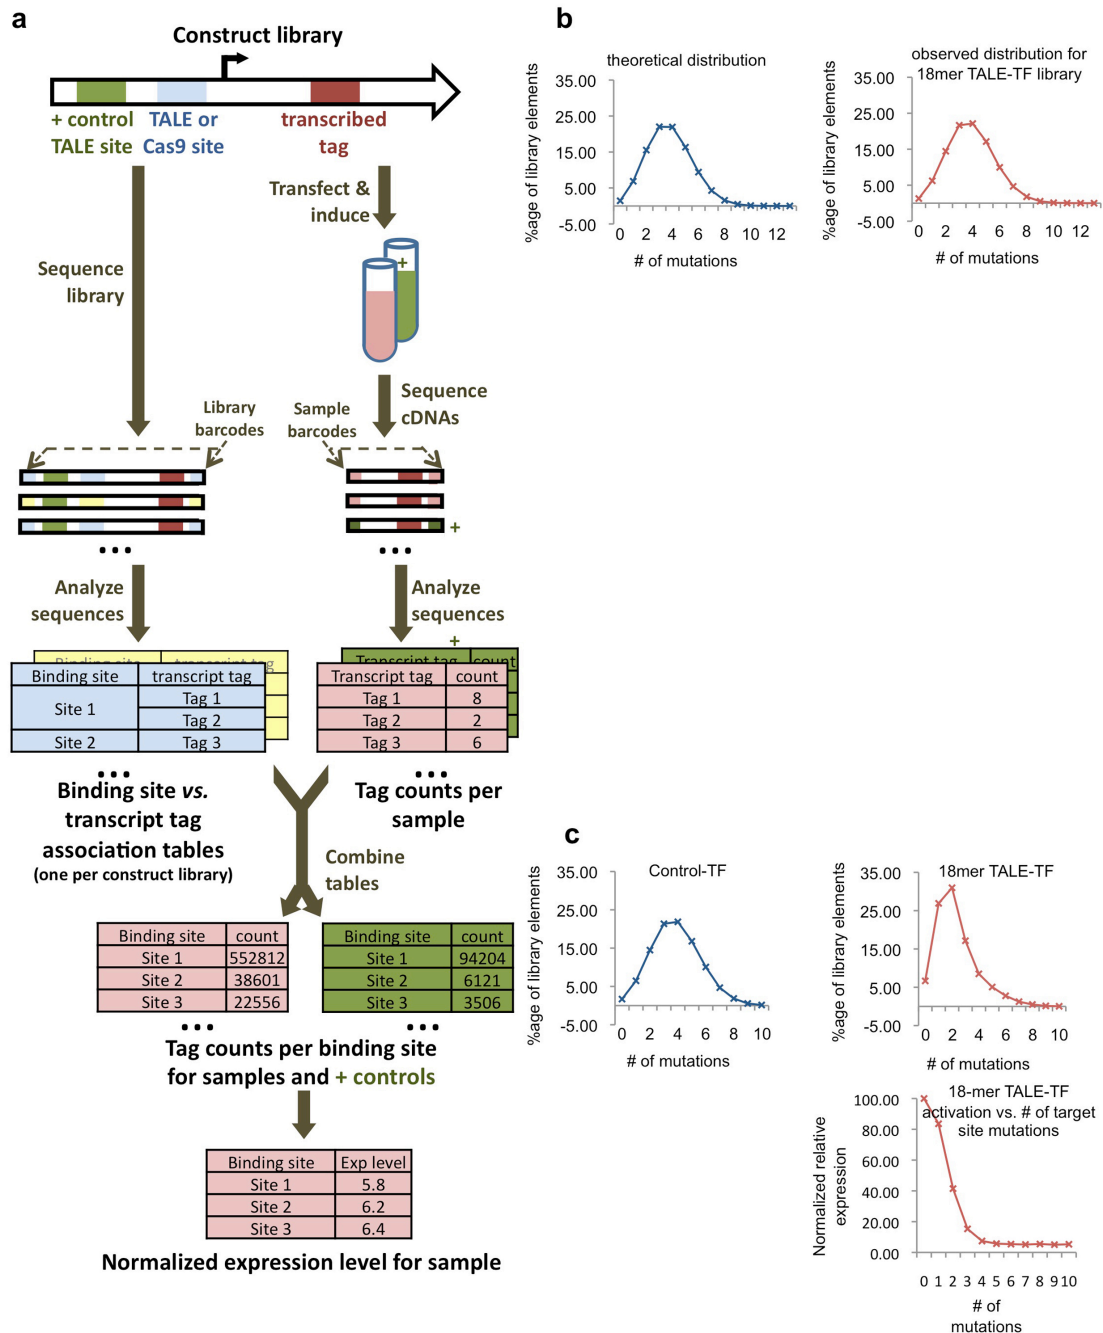 a
Construct library
+ control
TALE site
TALE or
Cas9 site
transcribed
tag
Transfect &
induce
+
Sequence
library
Sequence
cDNAs
Library
barcodes
Sample
barcodes
+
...
...
Analyze
sequences
Analyze
sequences
+
Binding site transcript tag
Binding site transcript tag
Site 1 Tag 1
Tag 2
Site 2 Tag 3
Transcript tag count
Transcript tag count
Tag 1 8
Tag 2 2
Tag 3 6
...
...
Binding site vs.
transcript tag
association tables
(one per construct library)
Tag counts per
sample
Combine
tables
Binding site count
Site 1 552812
Site 2 38601
Site 3 22556
Binding site count
Site 1 94204
Site 2 6121
Site 3 3506
...
...
Tag counts per binding site
for samples and + controls
Binding site Exp level
Site 1 5.8
Site 2 6.2
Site 3 6.4
Normalized expression level for sample
b
theoretical distribution
%age of library elements
35.00
25.00
15.00
5.00
-5.00
0 2 4 6 8 10 12
# of mutations
observed distribution for
18mer TALE-TF library
%age of library elements
35.00
25.00
15.00
5.00
-5.00
0 2 4 6 8 10 12
# of mutations
c
Control-TF
%age of library elements
35.00
25.00
15.00
5.00
-5.00
0 2 4 6 8 10
# of mutations
18mer TALE-TF
%age of library elements
35.00
25.00
15.00
5.00
-5.00
0 2 4 6 8 10
# of mutations
18-mer TALE-TF
activation vs. # of target
site mutations
Normalized relative
expression
100.00
80.00
60.00
40.00
20.00
0.00
0 1 2 3 4 5 6 7 8 9 10
# of
mutations